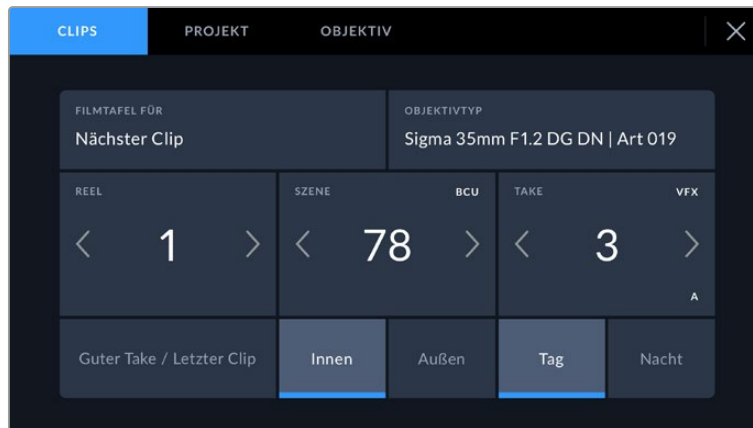 CLIPS PROJEKT OBJEKTIV
FILMTAFEL FÜR OBJEKTIVTYP
Nächster Clip Sigma 35mm F1.2 DG DN | Art 019
REEL SZENE BCU TAKE VFX
1 78 3
A
Guter Take / Letzter Clip Innen Außen Tag Nacht